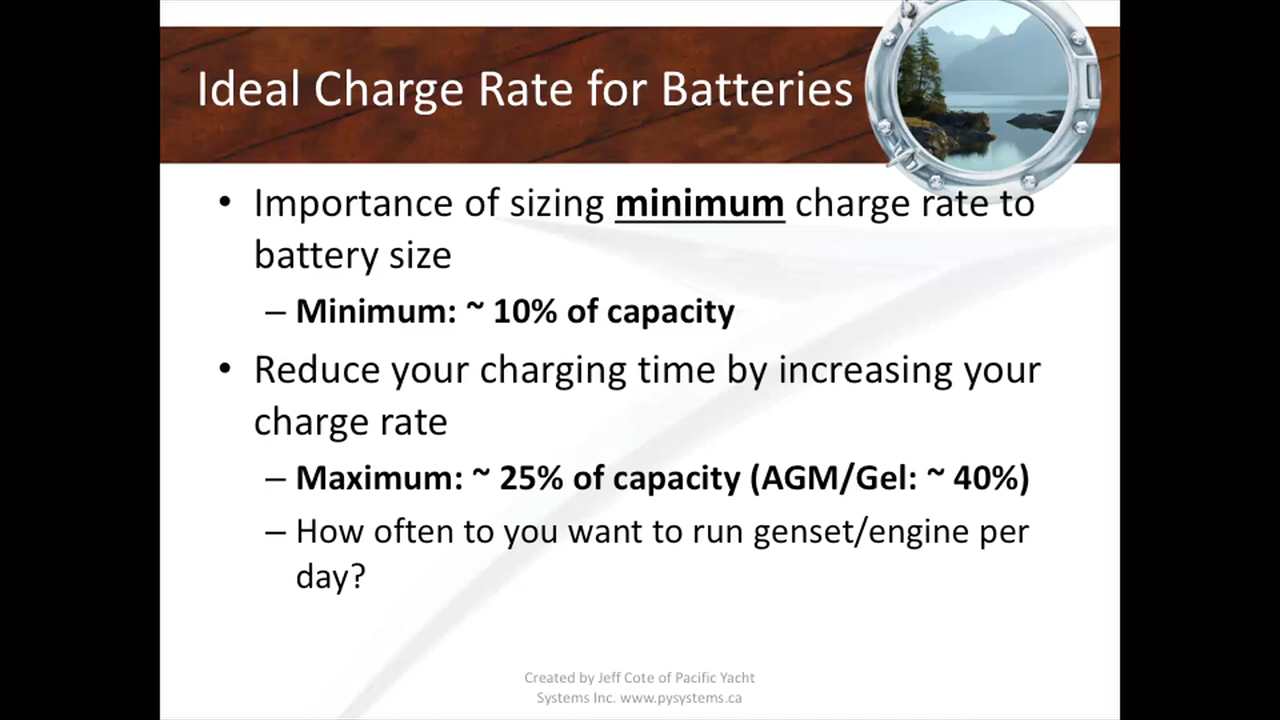 Ideal Charge Rate for Batteries
• Importance of sizing minimum charge rate to
battery size
– Minimum: ~ 10% of capacity
• Reduce your charging time by increasing your
charge rate
– Maximum: ~ 25% of capacity (AGM/Gel: ~ 40%)
– How often to you want to run genset/engine per
day?
Created by Jeff Cote of Pacific Yacht
Systems Inc. www.pysystems.ca